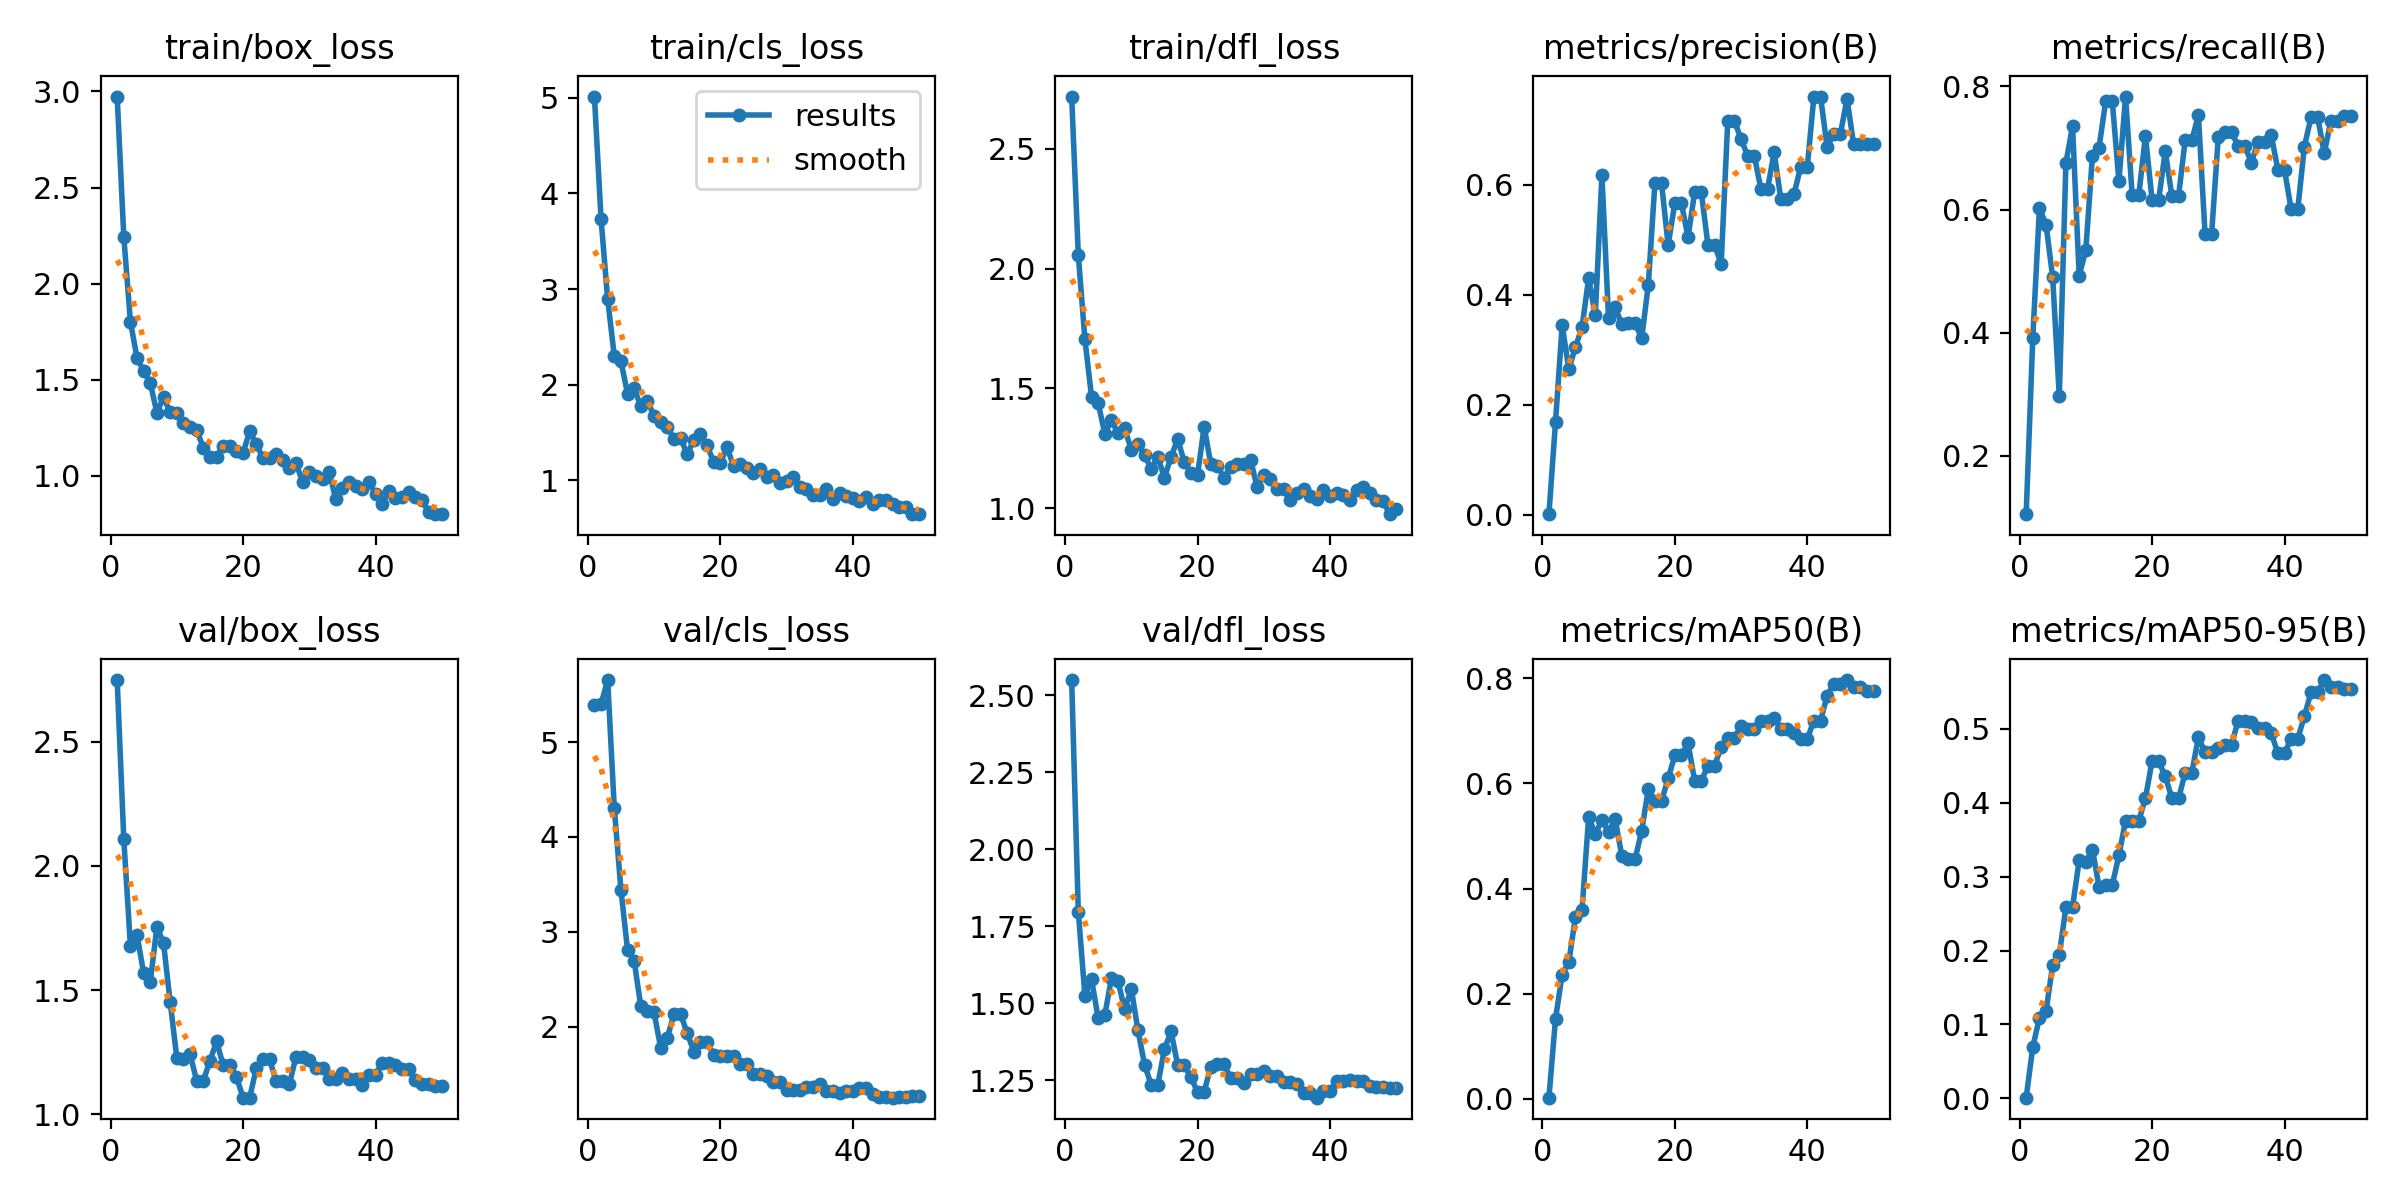 train/box_loss
3.0
2.5
2.0
1.5
1.0
0 20 40
train/cls_loss
results
smooth
5
4
3
2
1
0 20 40
train/dfl_loss
2.5
2.0
1.5
1.0
0 20 40
metrics/precision(B)
0.6
0.4
0.2
0.0
0 20 40
metrics/recall(B)
0.8
0.6
0.4
0.2
0 20 40
val/box_loss
2.5
2.0
1.5
1.0
0 20 40
val/cls_loss
5
4
3
2
0 20 40
val/dfl_loss
2.50
2.25
2.00
1.75
1.50
1.25
0 20 40
metrics/mAP50(B)
0.8
0.6
0.4
0.2
0.0
0 20 40
metrics/mAP50-95(B)
0.5
0.4
0.3
0.2
0.1
0.0
0 20 40